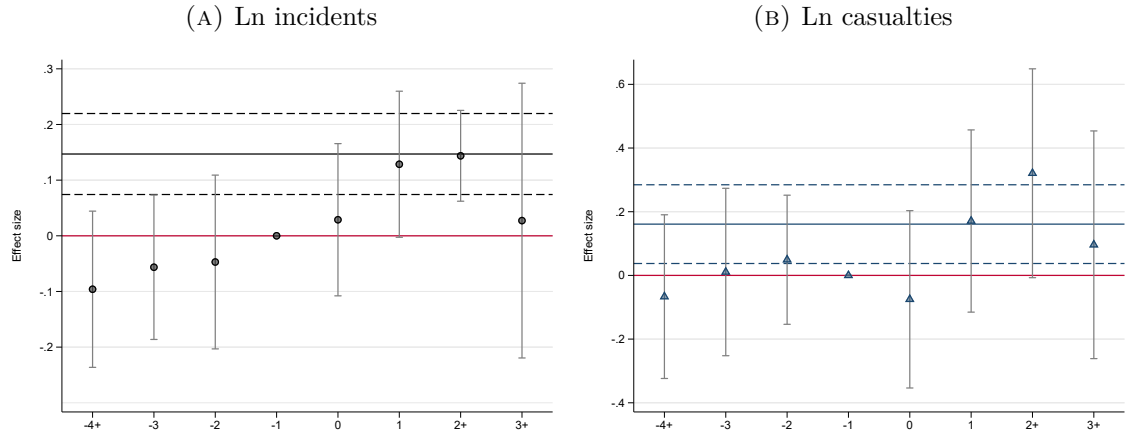 (A) Ln incidents
(B) Ln casualties
.3
.2
.1
0
-.1
-.2
Effect size
-4+ -3 -2 -1 0 1 2+ 3+
.6
.4
.2
0
-.2
-.4
Effect size
-4+ -3 -2 -1 0 1 2+ 3+